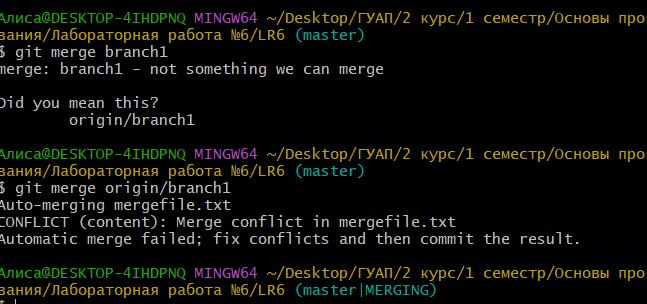 Алиса@DESKTOP-4IHDPNQ MINGW64 ~/Desktop/ГУАП/2 курс/1 семестр/Основы про
вания/Лабораторная работа №6/LR6 (master)
$ git merge branch1
merge: branch1 - not something we can merge
Did you mean this?
origin/branch1
Алиса@DESKTOP-4IHDPNQ MINGW64 ~/Desktop/ГУАП/2 курс/1 семестр/Основы про
вания/Лабораторная работа №6/LR6 (master)
$ git merge origin/branch1
Auto-merging mergefile.txt
CONFLICT (content): Merge conflict in mergefile.txt
Automatic merge failed; fix conflicts and then commit the result.
Алиса@DESKTOP-4IHDPNQ MINGW64 ~/Desktop/ГУАП/2 курс/1 семестр/Основы про
вания/Лабораторная работа №6/LR6 (master|MERGING)
$